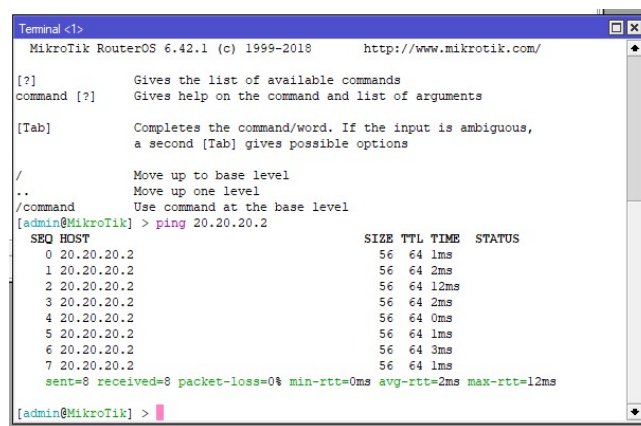 Terminal <1>
MikroTik RouterOS 6.42.1 (c) 1999-2018 http://www.mikrotik.com/
[?] Gives the list of available commands
command [?] Gives help on the command and list of arguments
[Tab] Completes the command/word. If the input is ambiguous,
a second [Tab] gives possible options
/ Move up to base level
.. Move up one level
/command Use command at the base level
[admin@MikroTik] > ping 20.20.20.2
SEQ HOST SIZE TTL TIME STATUS
0 20.20.20.2 56 64 1ms
1 20.20.20.2 56 64 2ms
2 20.20.20.2 56 64 12ms
3 20.20.20.2 56 64 2ms
4 20.20.20.2 56 64 0ms
5 20.20.20.2 56 64 1ms
6 20.20.20.2 56 64 3ms
7 20.20.20.2 56 64 1ms
sent=8 received=8 packet-loss=0% min-rtt=0ms avg-rtt=2ms max-rtt=12ms
[admin@MikroTik] >